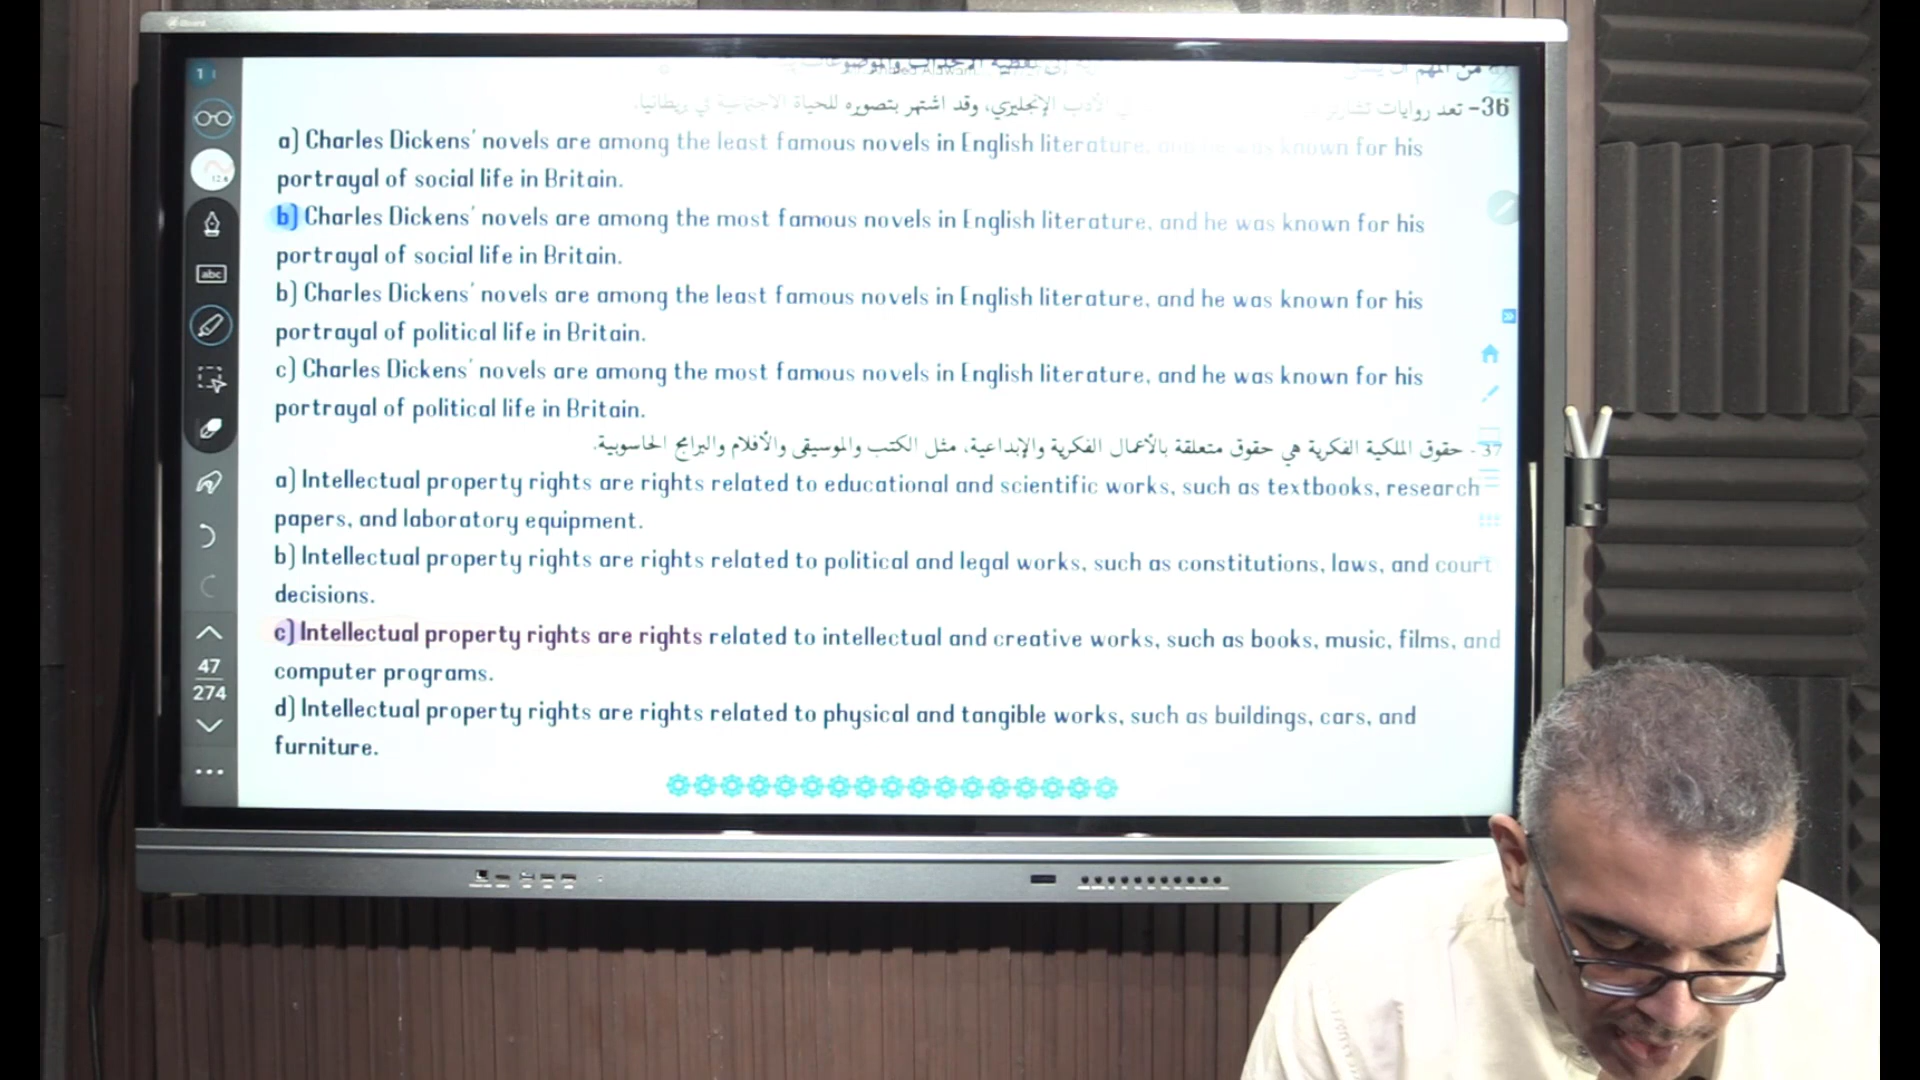 من المهم أن
36- تعد روايات تشارلز الأدب الإنجليزي، وقد اشتهر بتصويره للحياة الاجتماعية في بريطانيا.
a) Charles Dickens' novels are among the least famous novels in English literature, and he was known for his
portrayal of social life in Britain.
b) Charles Dickens' novels are among the most famous novels in English literature, and he was known for his
portrayal of social life in Britain.
b) Charles Dickens' novels are among the least famous novels in English literature, and he was known for his
portrayal of political life in Britain.
c) Charles Dickens' novels are among the most famous novels in English literature, and he was known for his
portrayal of political life in Britain.
37- حقوق الملكية الفكرية هي حقوق متعلقة بالأعمال الفكرية والإبداعية، مثل الكتب والموسيقى والأفلام والبرامج الحاسوبية.
a) Intellectual property rights are rights related to educational and scientific works, such as textbooks, research
papers, and laboratory equipment.
b) Intellectual property rights are rights related to political and legal works, such as constitutions, laws, and court
decisions.
c) Intellectual property rights are rights related to intellectual and creative works, such as books, music, films, and
computer programs.
d) Intellectual property rights are rights related to physical and tangible works, such as buildings, cars, and
furniture.
1
12.6
abc
47
274